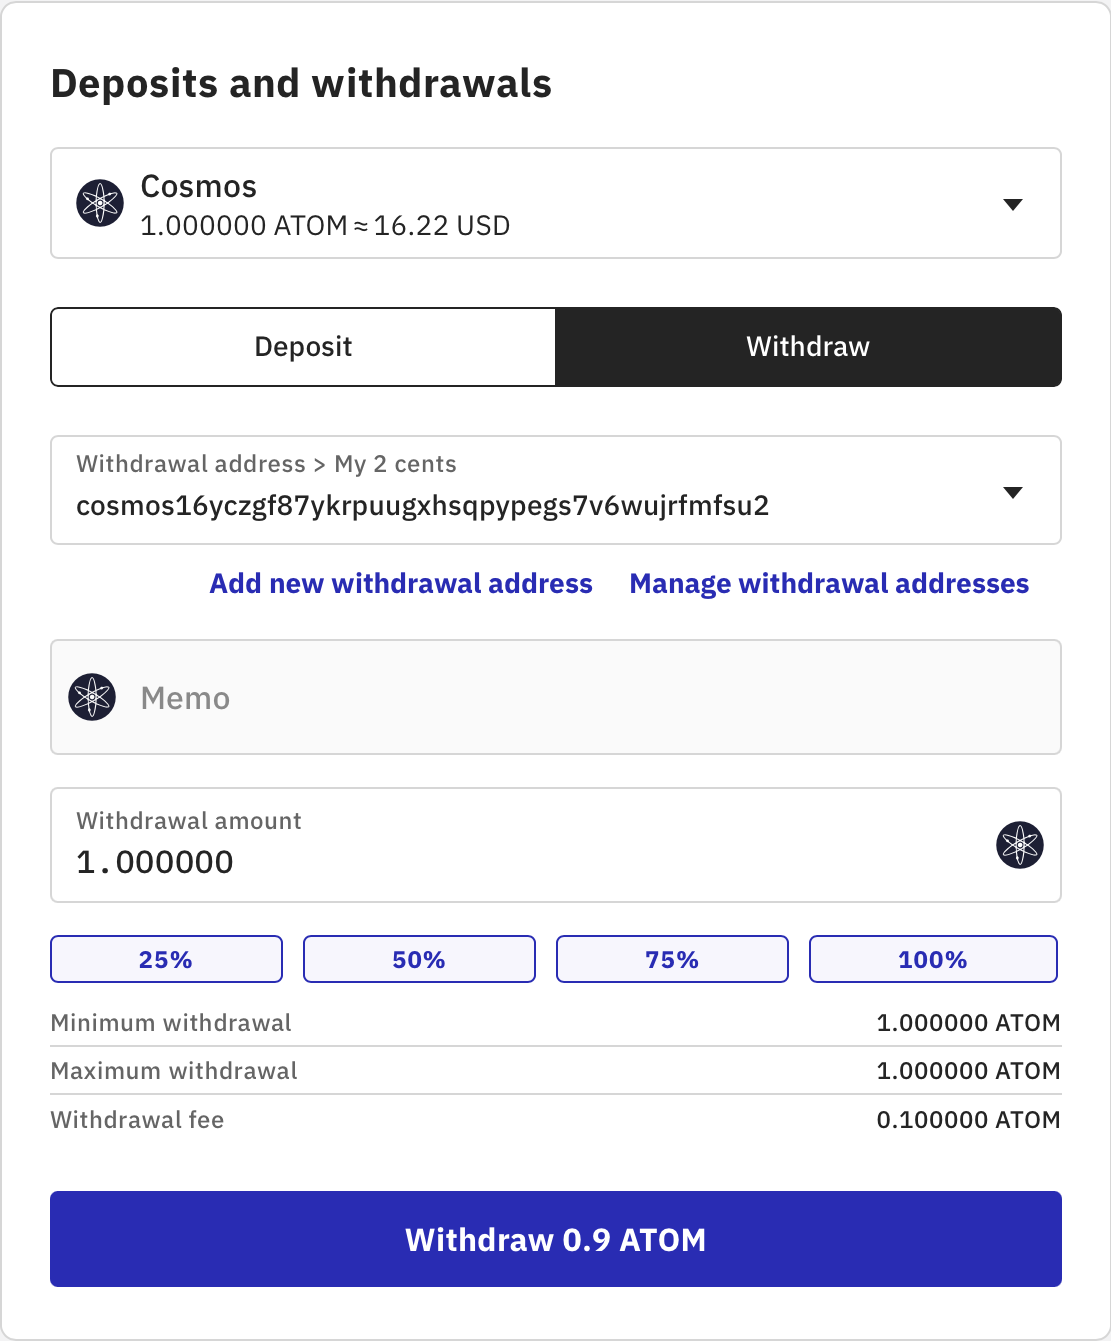 Deposits and withdrawals
Cosmos
1.000000 ATOM ≈ 16.22 USD
Deposit
Withdraw
Withdrawal address > My 2 cents
cosmos16yczgf87ykrpuugxhsqpypegs7v6wujrfmfsu2
Add new withdrawal address Manage withdrawal addresses
Memo
Withdrawal amount
1.000000
25% 50% 75% 100%
Minimum withdrawal 1.000000 ATOM
Maximum withdrawal 1.000000 ATOM
Withdrawal fee 0.100000 ATOM
Withdraw 0.9 ATOM